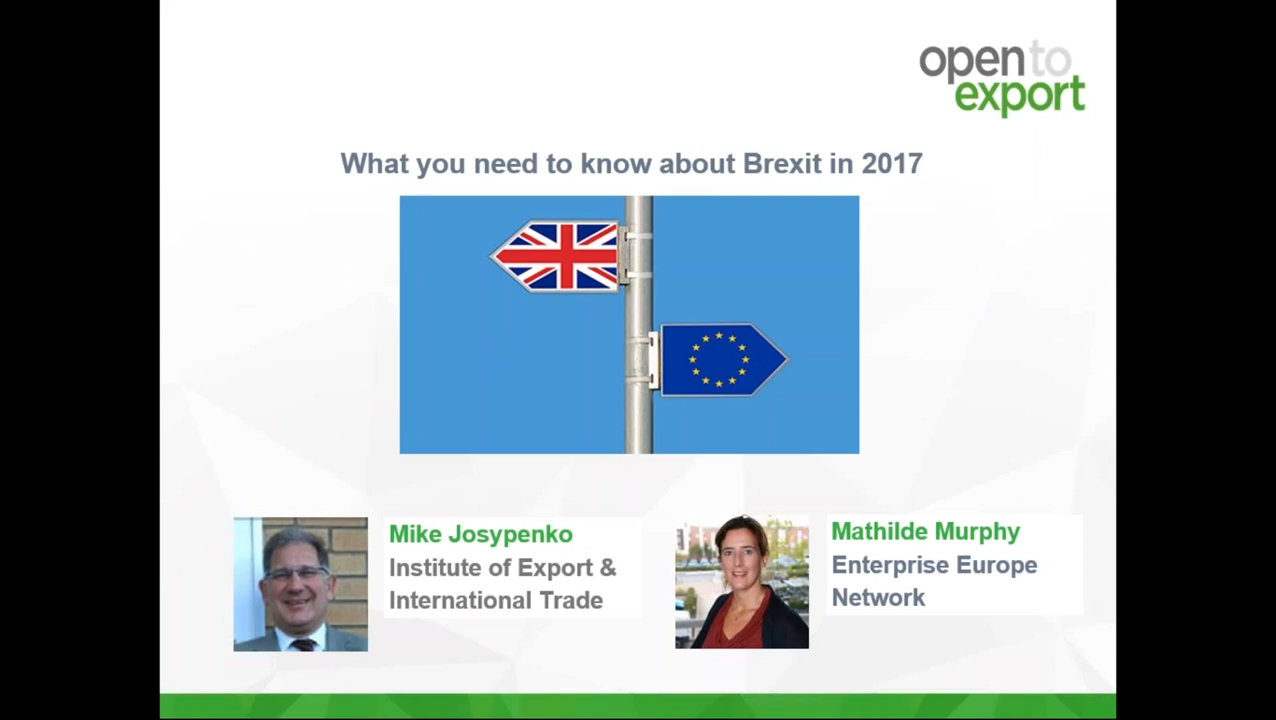 open to
export
What you need to know about Brexit in 2017
Mike Josypenko
Institute of Export &
International Trade
Mathilde Murphy
Enterprise Europe
Network